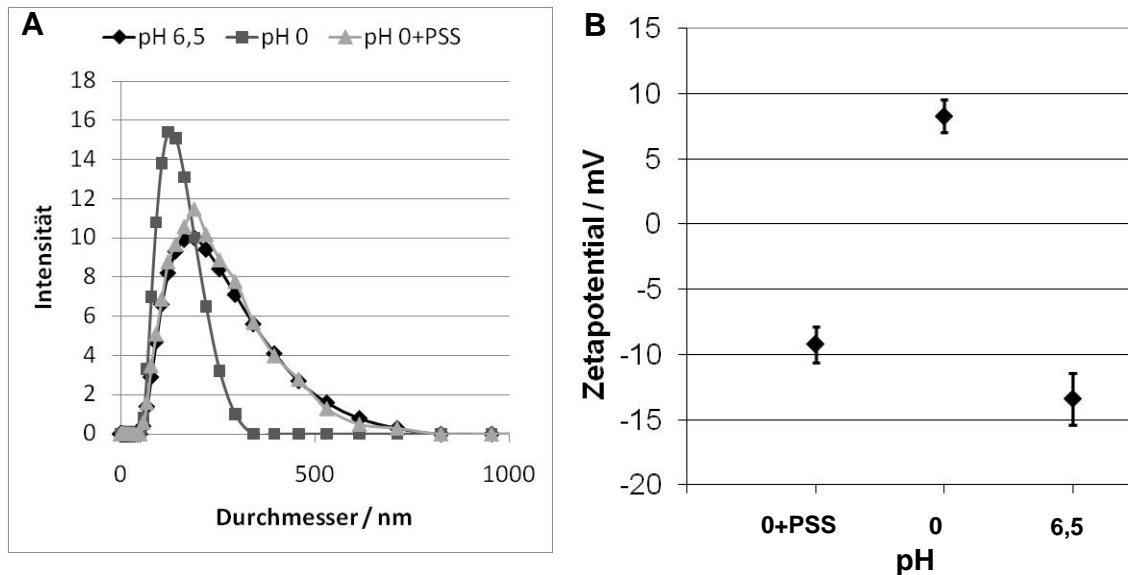 A
pH 6,5 pH 0 pH 0+PSS
18
16
14
12
10
8
6
4
2
0
Intensität
0 500 1000
Durchmesser / nm
B
15
10
5
0
-5
-10
-15
-20
Zetapotential / mV
0+PSS 0 6,5
pH